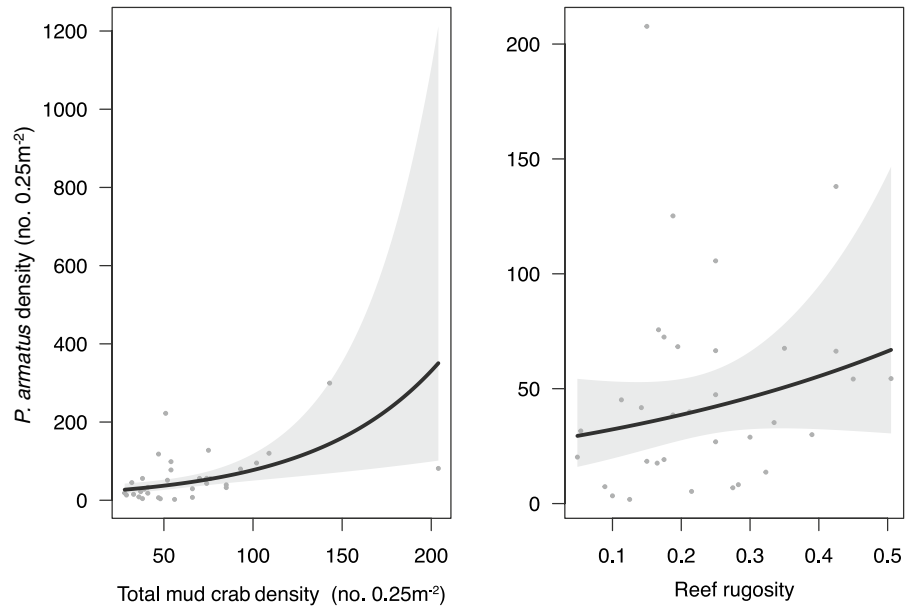 1200
1000
800
600
400
200
0
P. armatus density (no. 0.25m-2)
50 100 150 200
Total mud crab density (no. 0.25m-2)
200
150
100
50
0
0.1 0.2 0.3 0.4 0.5
Reef rugosity